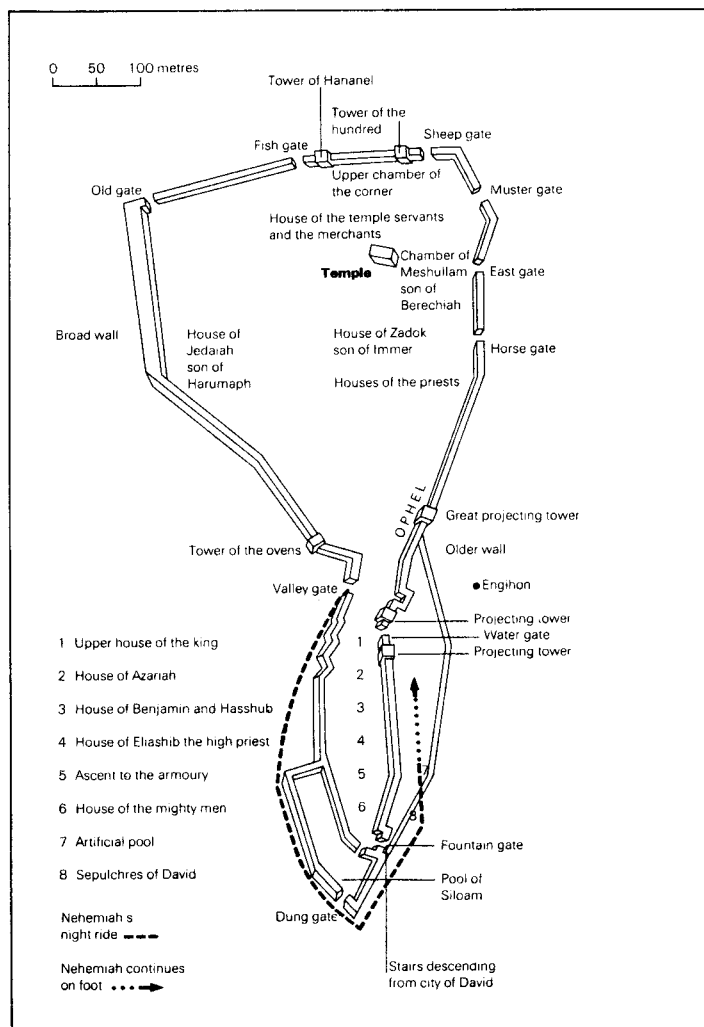 0 50 100 metres
Tower of Hananel
Tower of the
hundred
Fish gate
Sheep gate
Upper chamber of
the corner
Old gate
Muster gate
House of the temple servants
and the merchants
Temple
Chamber of
Meshullam
son of
Berechiah
East gate
Broad wall
House of
Jedaiah
son of
Harumaph
House of Zadok
son of Immer
Horse gate
Houses of the priests
OPHEL
Great projecting tower
Tower of the ovens
Older wall
Valley gate
Engihon
Projecting tower
Water gate
Projecting tower
1 Upper house of the king
2 House of Azariah
3 House of Benjamin and Hasshub
4 House of Eliashib the high priest
5 Ascent to the armoury
6 House of the mighty men
7 Artificial pool
8 Sepulchres of David
1
2
3
4
5
6
7
8
Fountain gate
Pool of
Siloam
Dung gate
Nehemiah s
night ride
Nehemiah continues
on foot
Stairs descending
from city of David